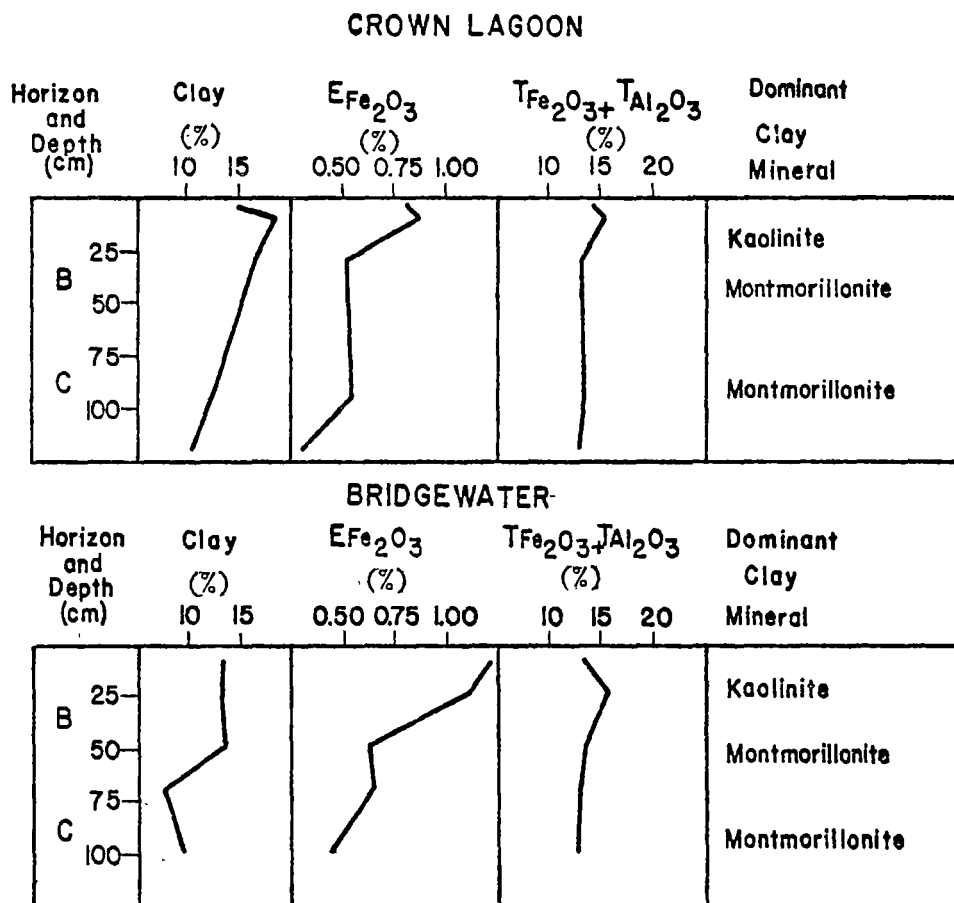 CROWN LAGOON
Horizon and Depth (cm)
Clay (%)
EFe2O3 (%)
TFe2O3+ TAl2O3 (%)
Dominant Clay Mineral
10 15
0.50 0.75 1.00
10 15 20
25
B
50
75
C
100
Kaolinite
Montmorillonite
Montmorillonite
BRIDGEWATER
Horizon and Depth (cm)
Clay (%)
EFe2O3 (%)
TFe2O3+TAl2O3 (%)
Dominant Clay Mineral
10 15
0.50 0.75 1.00
10 15 20
25
B
50
75
C
100
Kaolinite
Montmorillonite
Montmorillonite